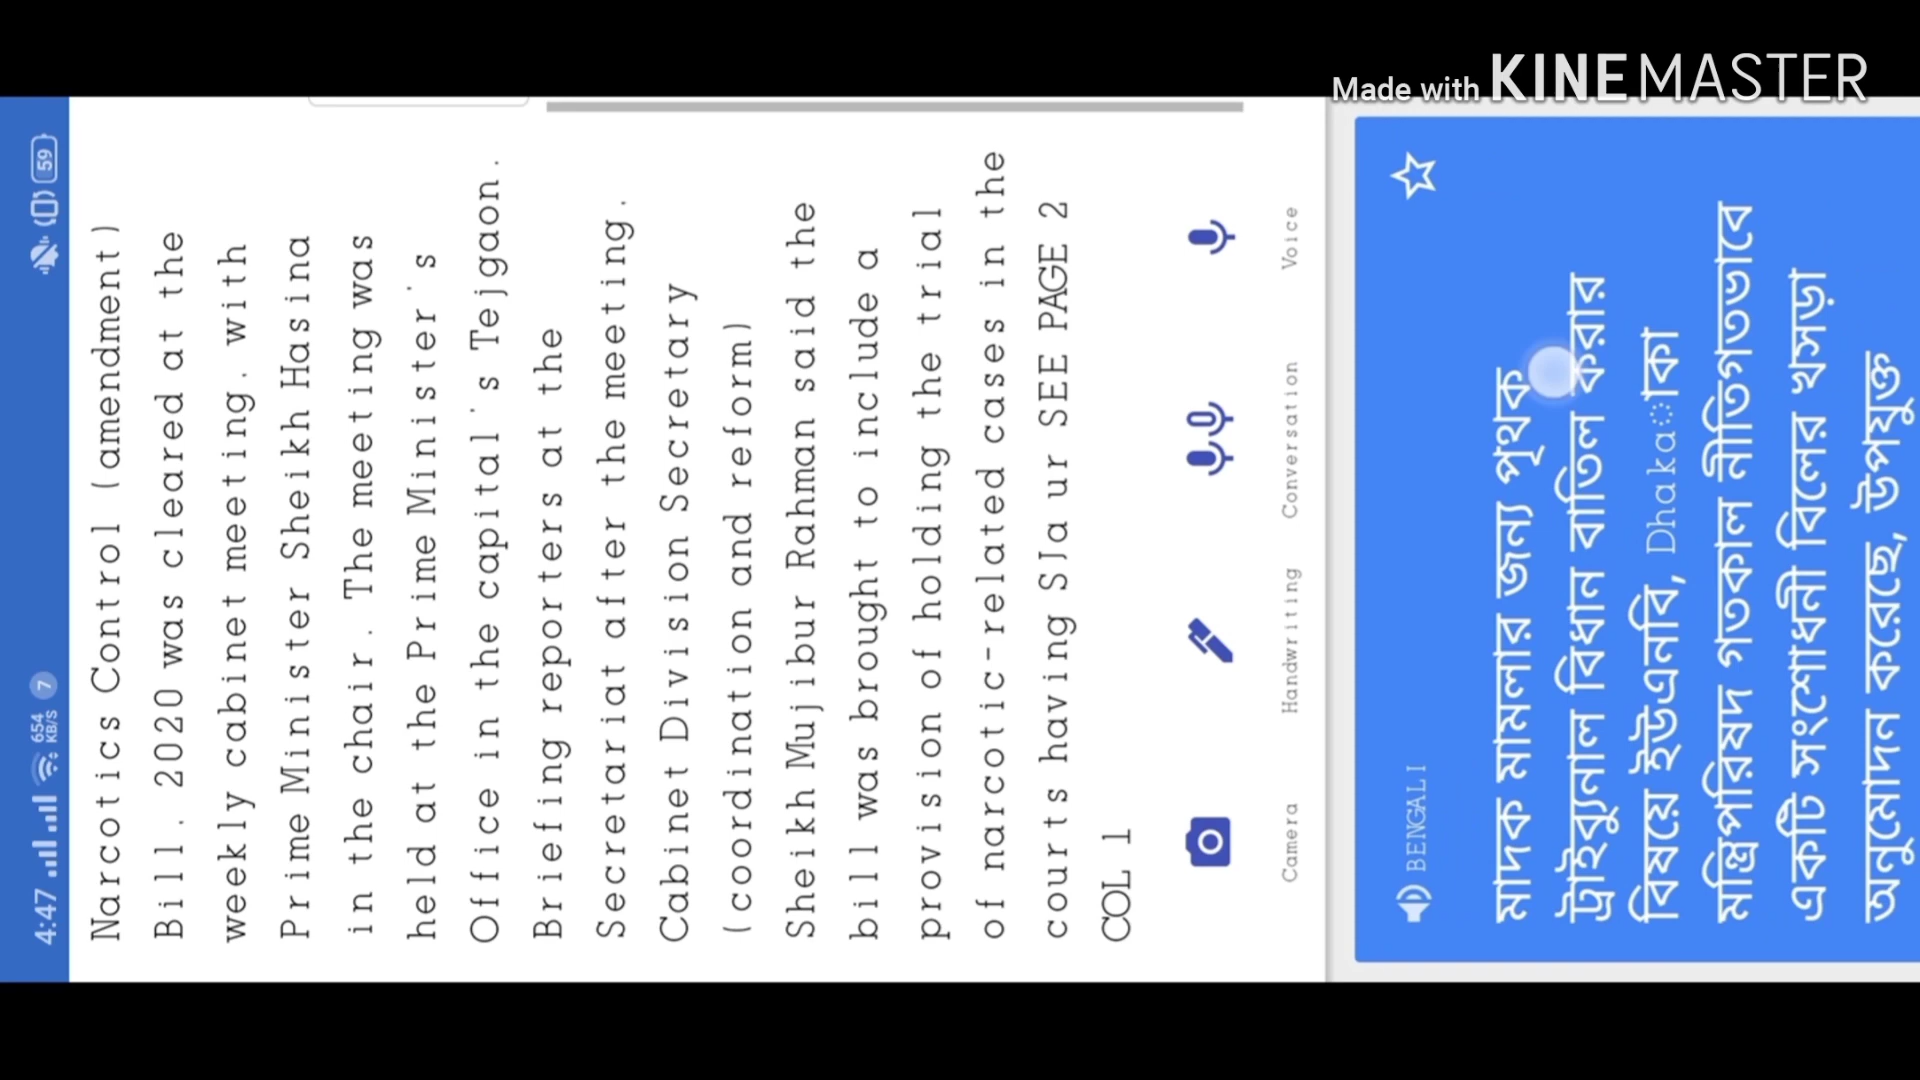 Made with KINEMASTER
4:47 654 KB/S 7 59
Narcotics Control (amendment)
Bill, 2020 was cleared at the
weekly cabinet meeting, with
Prime Minister Sheikh Hasina
in the chair. The meeting was
held at the Prime Minister's
Office in the capital's Tejgaon.
Briefing reporters at the
Secretariat after the meeting,
Cabinet Division Secretary
(coordination and reform)
Sheikh Mujibur Rahman said the
bill was brought to include a
provision of holding the trial
of narcotic-related cases in the
courts having SJa ur SEE PAGE 2
COL 1
Camera Handwriting Conversation Voice
BENGALI
মাদক মামলার জন্য পৃথক
ট্রাইব্যুনাল বিধান বাতিল করার
বিষয়ে ইউএনবি, Dhakaাকা
মন্ত্রিপরিষদ গতকাল নীতিগতভাবে
একটি সংশোধনী বিলের খসড়া
অনুমোদন করেছে, উপযুক্ত